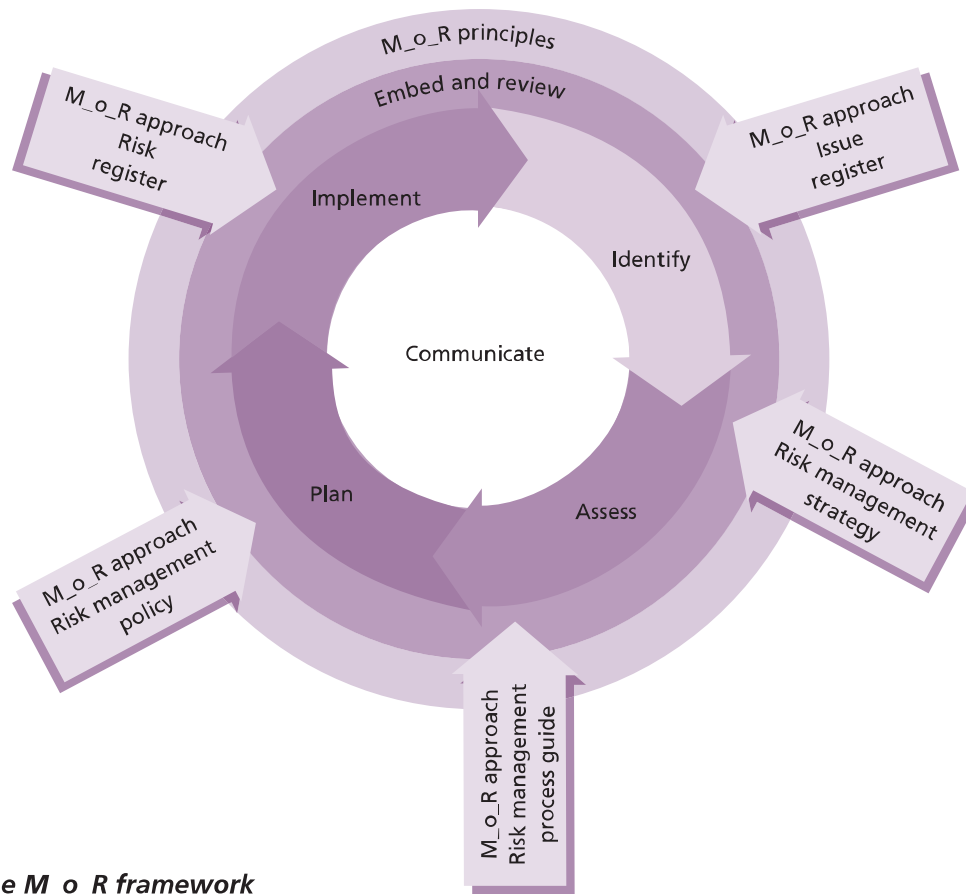 M_o_R principles
Embed and review
M_o_R approach
Risk
register
M_o_R approach
Issue
register
Implement
Identify
Communicate
Plan
Assess
M_o_R approach
Risk management
strategy
M_o_R approach
Risk management
policy
M_o_R approach
Risk management
process guide
e M_o_R framework